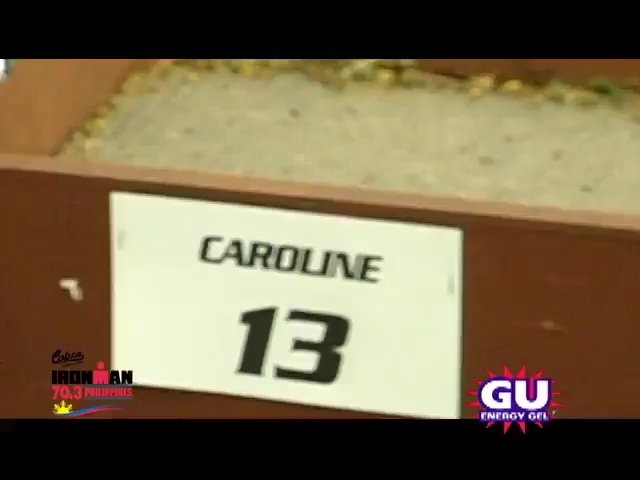 CAROLINE
13
Cobra
IRONMAN
70.3 PHILIPPINES
GU
ENERGY GEL